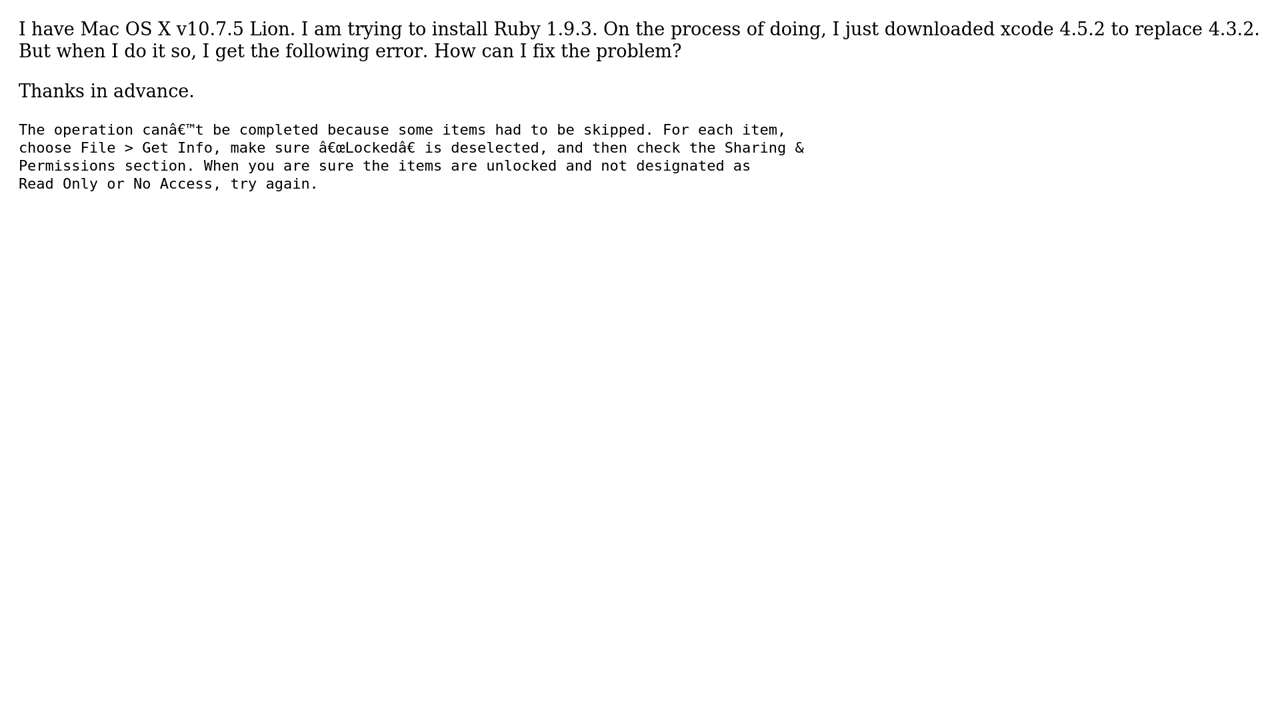 I have Mac OS X v10.7.5 Lion. I am trying to install Ruby 1.9.3. On the process of doing, I just downloaded xcode 4.5.2 to replace 4.3.2.
But when I do it so, I get the following error. How can I fix the problem?
Thanks in advance.
The operation canâ€™t be completed because some items had to be skipped. For each item,
choose File > Get Info, make sure â€œLockedâ€ is deselected, and then check the Sharing &
Permissions section. When you are sure the items are unlocked and not designated as
Read Only or No Access, try again.